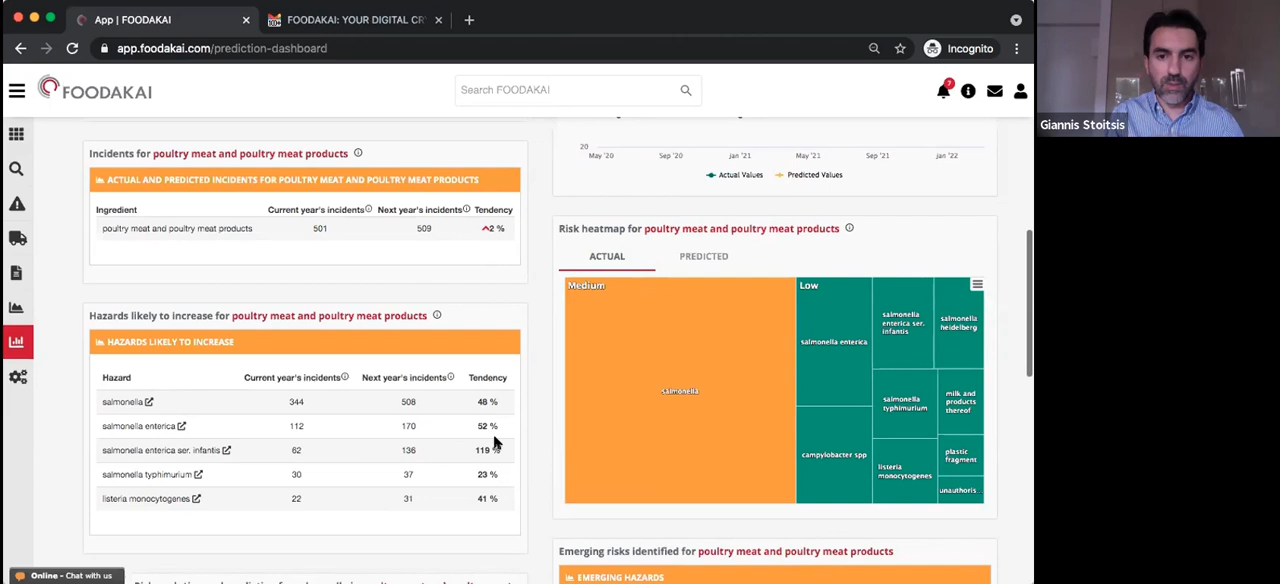 App | FOODAKAI
FOODAKAI: YOUR DIGITAL CR
app.foodakai.com/prediction-dashboard
Incognito
FOODAKAI
Search FOODAKAI
7
Giannis Stoitsis
Incidents for poultry meat and poultry meat products
ACTUAL AND PREDICTED INCIDENTS FOR POULTRY MEAT AND POULTRY MEAT PRODUCTS
Ingredient Current year's incidents Next year's incidents Tendency
poultry meat and poultry meat products 501 509 2 %
Hazards likely to increase for poultry meat and poultry meat products
HAZARDS LIKELY TO INCREASE
Hazard Current year's incidents Next year's incidents Tendency
salmonella 344 508 48 %
salmonella enterica 112 170 52 %
salmonella enterica ser. infantis 62 136 119 %
salmonella typhimurium 30 37 23 %
listeria monocytogenes 22 31 41 %
Online - Chat with us
20
May '20 Sep '20 Jan '21 May '21 Sep '21 Jan '22
Actual Values Predicted Values
Risk heatmap for poultry meat and poultry meat products
ACTUAL PREDICTED
Medium
salmonella
Low
salmonella enterica
campylobacter spp
salmonella
enterica ser.
infantis
salmonella
heidelberg
salmonella
typhimurium
milk and
products
thereof
listeria
monocytogenes
plastic
fragment
unauthoris...
Emerging risks identified for poultry meat and poultry meat products
EMERGING HAZARDS